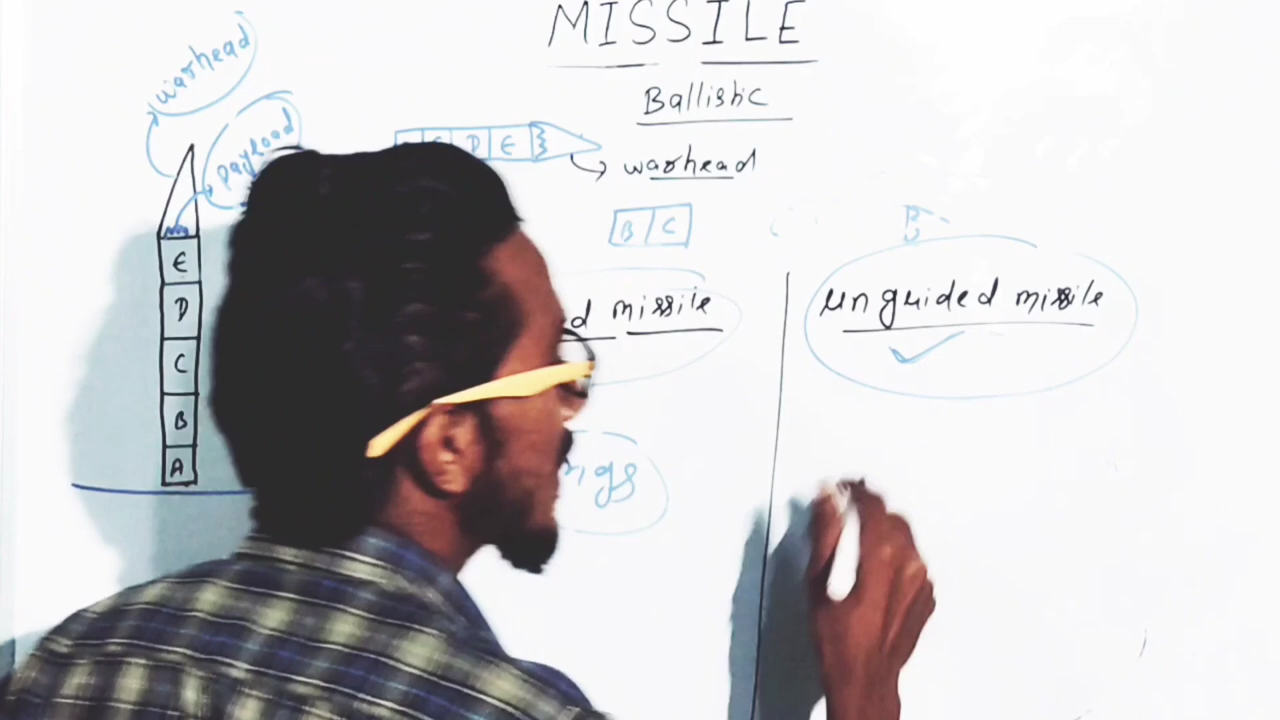 MISSILE
Ballistic
warhead
payload
D E
warhead
B C
E
D
C
B
A
d missile
unguided missile